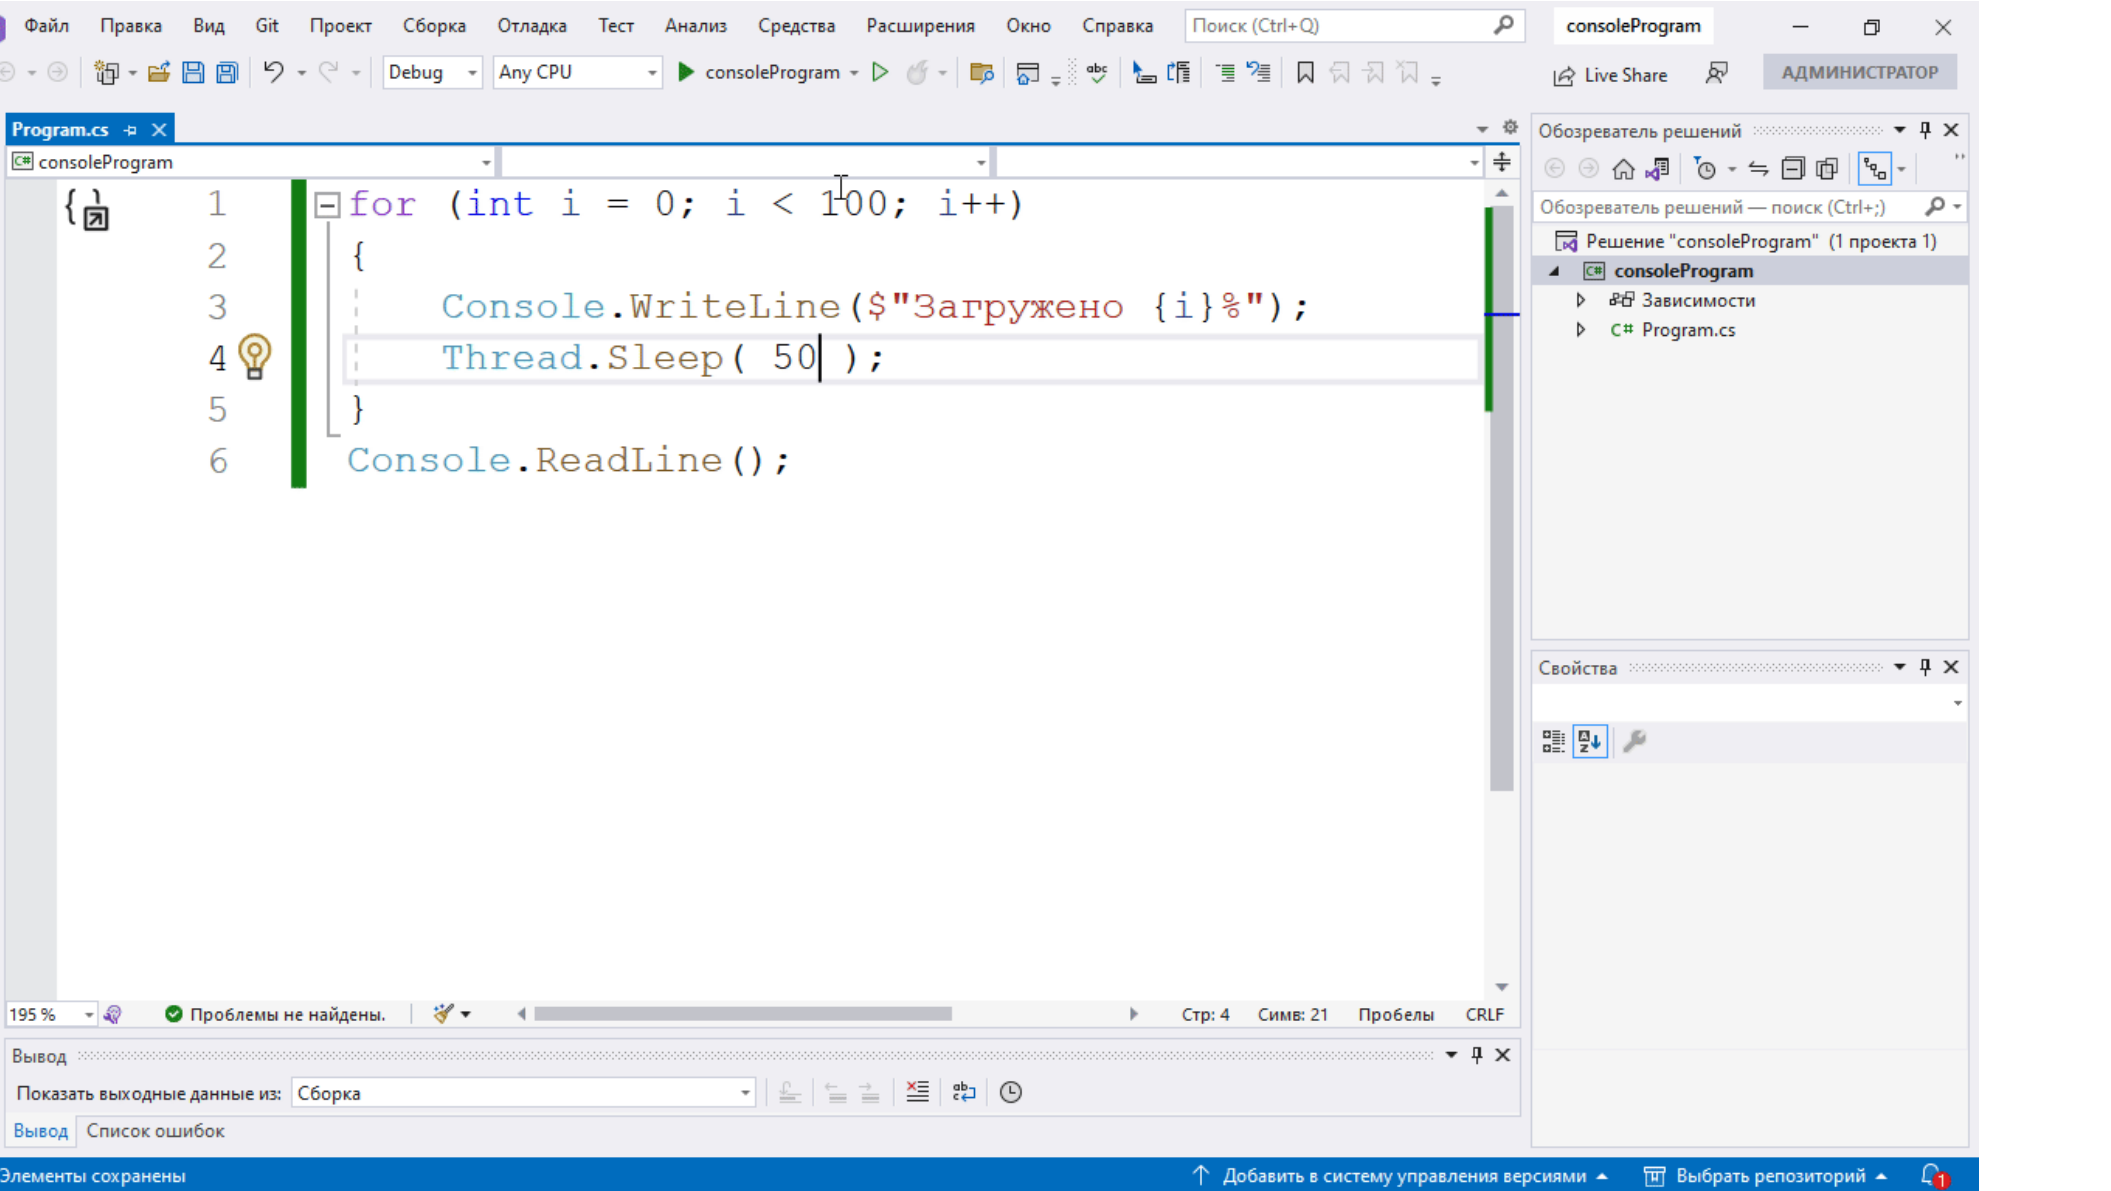 Файл Правка Вид Git Проект Сборка Отладка Тест Анализ Средства Расширения Окно Справка Поиск (Ctrl+Q) consoleProgram
Debug Any CPU consoleProgram Live Share АДМИНИСТРАТОР
Program.cs
consoleProgram
1 for (int i = 0; i < 100; i++)
2 {
3 Console.WriteLine($"Загружено {i}%");
4 Thread.Sleep( 50 );
5 }
6 Console.ReadLine();
195 % Проблемы не найдены. Стр: 4 Симв: 21 Пробелы CRLF
Вывод
Показать выходные данные из: Сборка
Вывод Список ошибок
Обозреватель решений
Обозреватель решений — поиск (Ctrl+;)
Решение "consoleProgram" (1 проекта 1)
C# consoleProgram
Зависимости
C# Program.cs
Свойства
Элементы сохранены Добавить в систему управления версиями Выбрать репозиторий 1